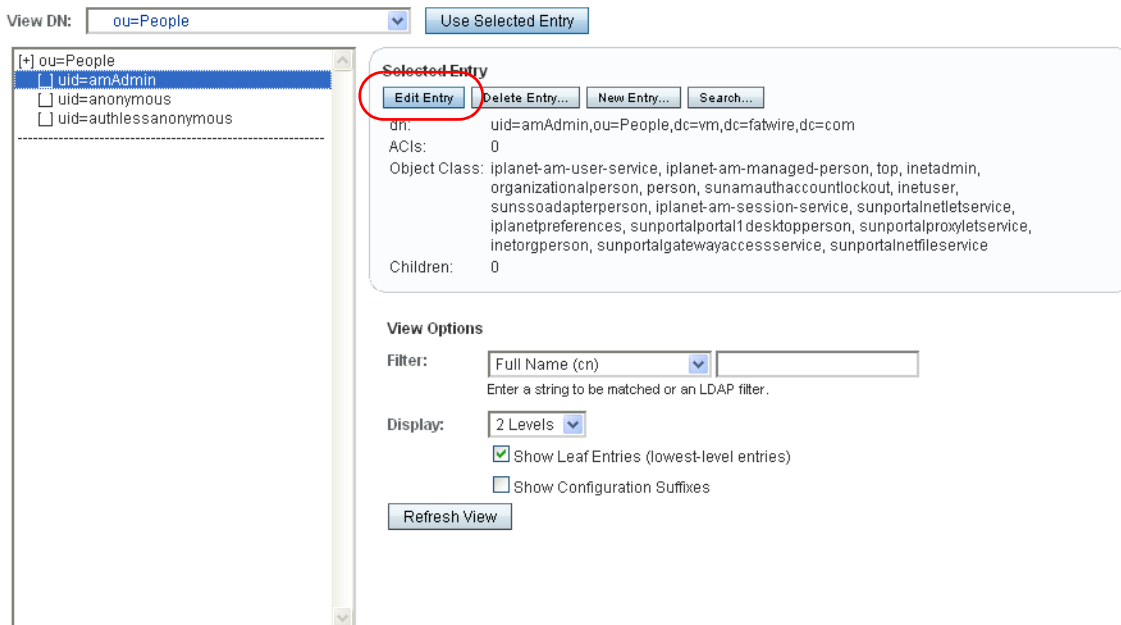 View DN: ou=People Use Selected Entry
[+] ou=People
[ ] uid=amAdmin
[ ] uid=anonymous
[ ] uid=authlessanonymous
Selected Entry
Edit Entry Delete Entry... New Entry... Search...
dn: uid=amAdmin,ou=People,dc=vm,dc=fatwire,dc=com
ACIs: 0
Object Class: iplanet-am-user-service, iplanet-am-managed-person, top, inetadmin,
organizationalperson, person, sunamauthaccountlockout, inetuser,
sunssoadapterperson, iplanet-am-session-service, sunportalnetletservice,
iplanetpreferences, sunportalportal1desktopperson, sunportalproxyletservice,
inetorgperson, sunportalgatewayaccessservice, sunportalnetfileservice
Children: 0
View Options
Filter: Full Name (cn)
Enter a string to be matched or an LDAP filter.
Display: 2 Levels
Show Leaf Entries (lowest-level entries)
Show Configuration Suffixes
Refresh View